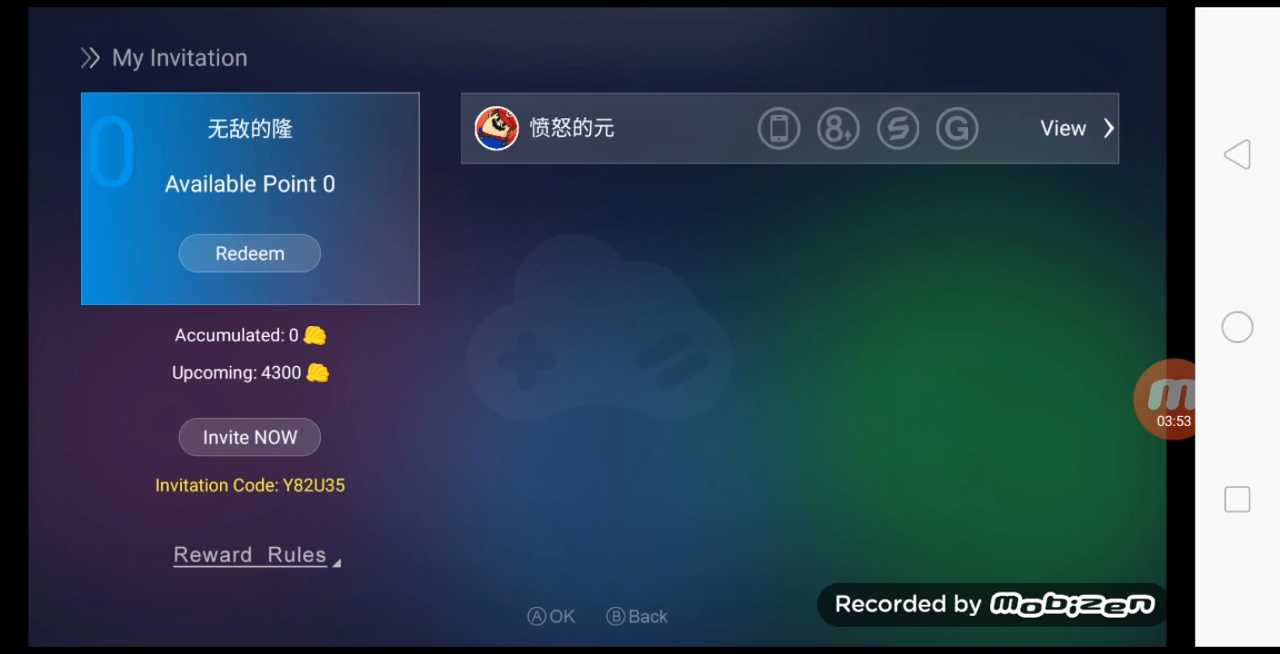 My Invitation
0
无敌的隆
Available Point 0
Redeem
Accumulated: 0
Upcoming: 4300
Invite NOW
Invitation Code: Y82U35
Reward Rules
愤怒的元
8 S G
View
A OK B Back
m
03:53
Recorded by mobizen